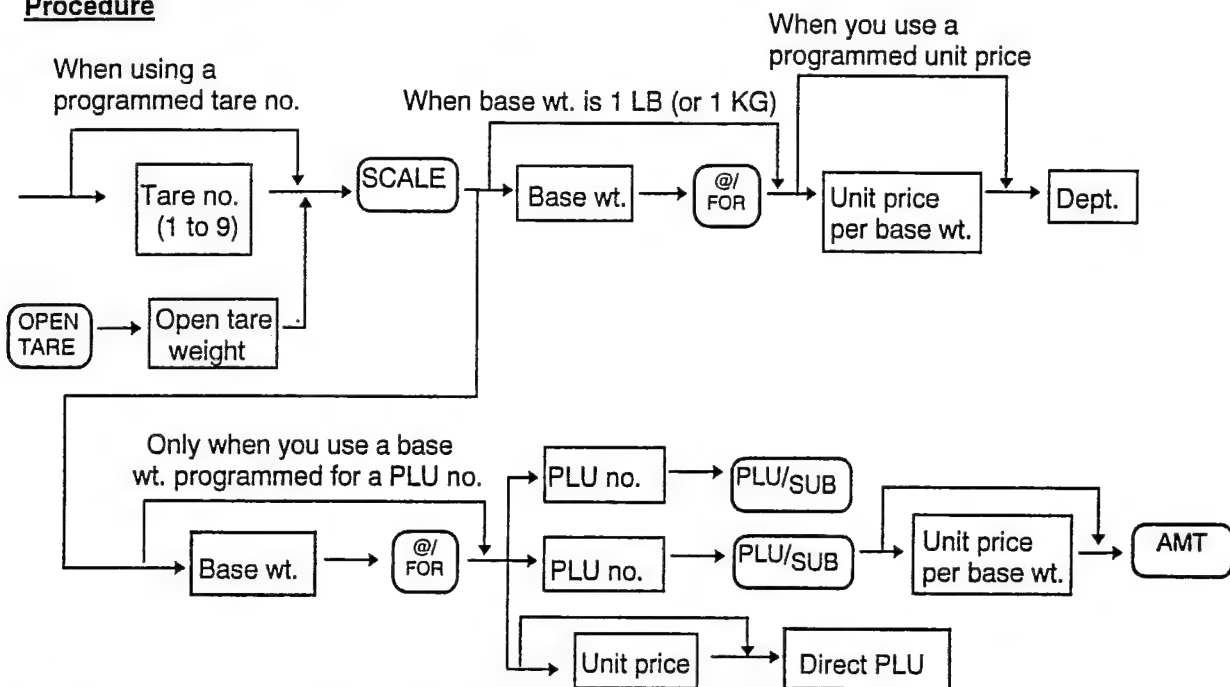 Procedure
When using a
programmed tare no.
When base wt. is 1 LB (or 1 KG)
When you use a
programmed unit price
Tare no.
(1 to 9)
SCALE
Base wt.
@/
FOR
Unit price
per base wt.
Dept.
OPEN
TARE
Open tare
weight
Only when you use a base
wt. programmed for a PLU no.
PLU no.
PLU/SUB
Base wt.
@/
FOR
PLU no.
PLU/SUB
Unit price
per base wt.
AMT
Unit price
Direct PLU